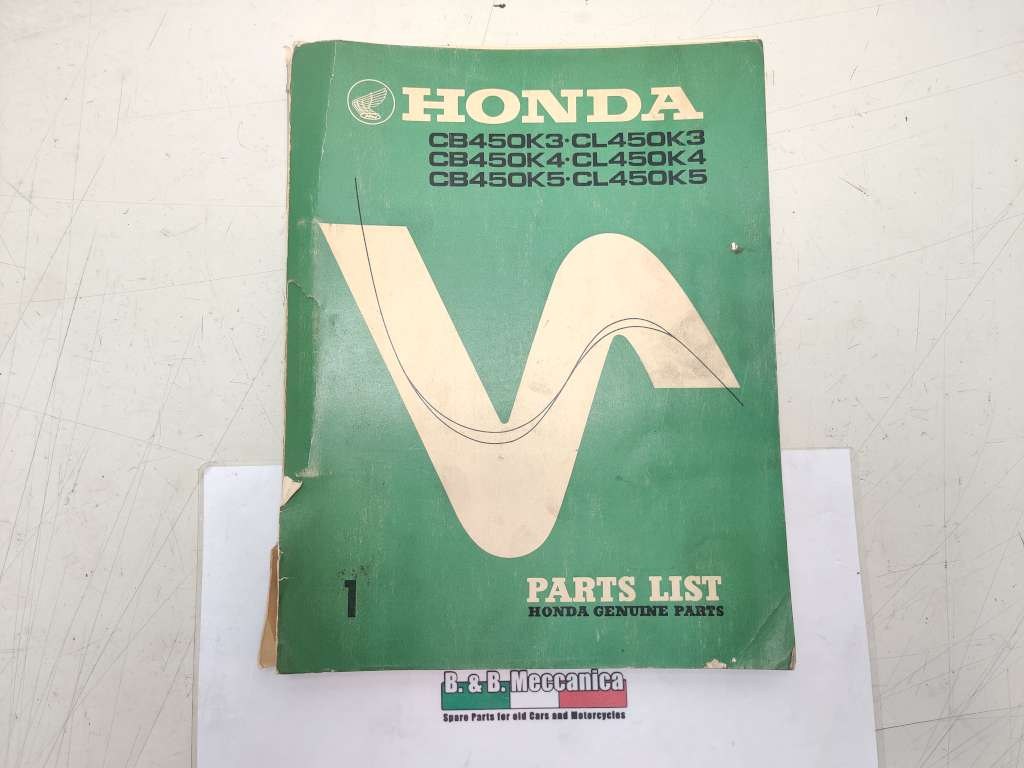 HONDA
CB450K3·CL450K3
CB450K4·CL450K4
CB450K5·CL450K5
1
PARTS LIST
HONDA GENUINE PARTS
B. & B. Meccanica
Spare Parts for old Cars and Motorcycles